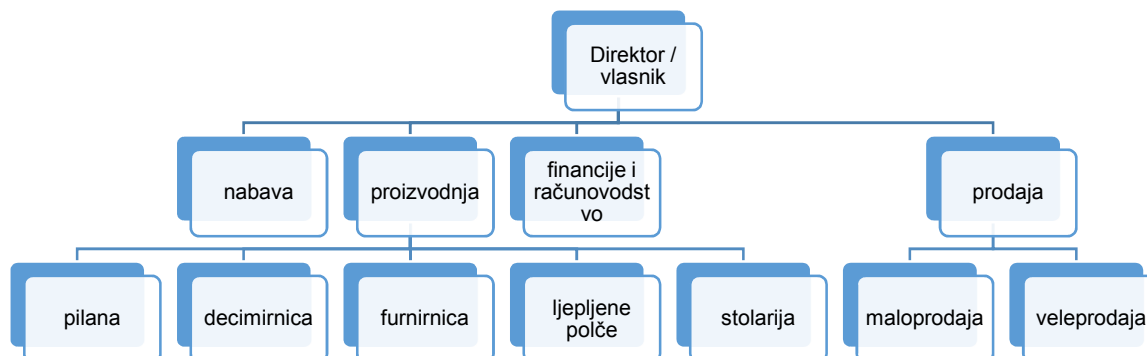 Direktor /
vlasnik
nabava
proizvodnja
financije i
računovodst
vo
prodaja
pilana
decimirnica
furnirnica
ljepljene
polče
stolarija
maloprodaja
veleprodaja